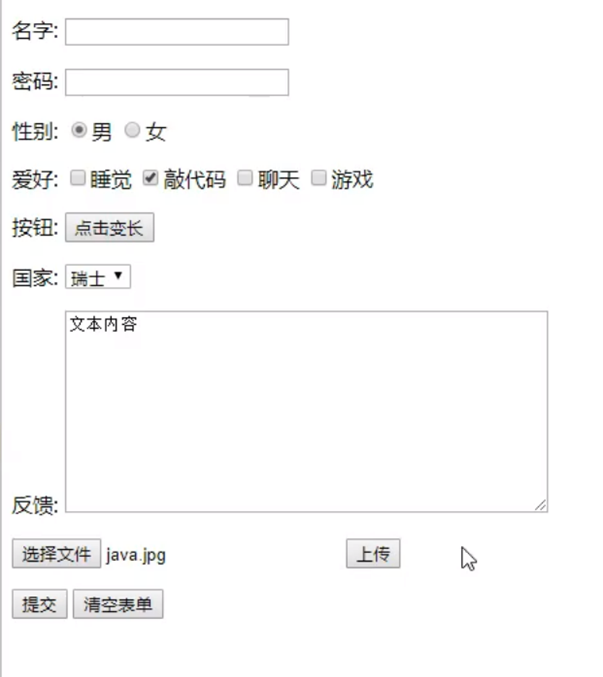 名字:
密码:
性别: 男 女
爱好: 睡觉 敲代码 聊天 游戏
按钮: 点击变长
国家: 瑞士
文本内容
反馈:
选择文件 java.jpg 上传
提交 清空表单